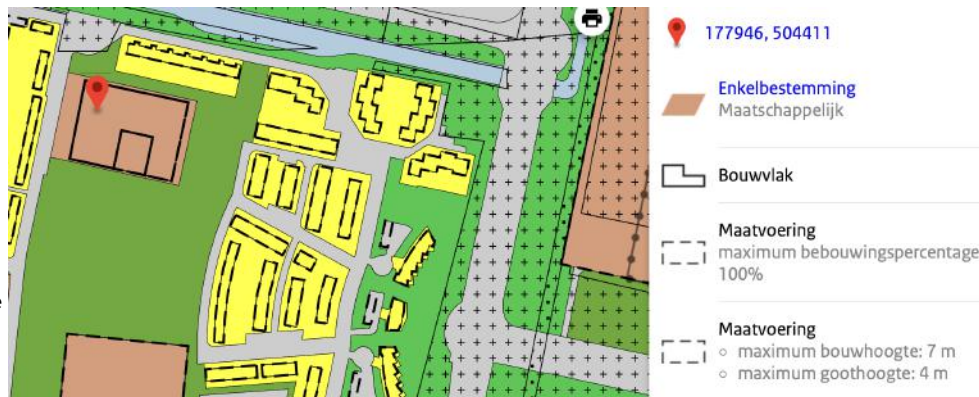 177946, 504411
Enkelbestemming
Maatschappelijk
Bouwvlak
Maatvoering
maximum bebouwingspercentage:
100%
Maatvoering
○ maximum bouwhoogte: 7 m
○ maximum goothoogte: 4 m